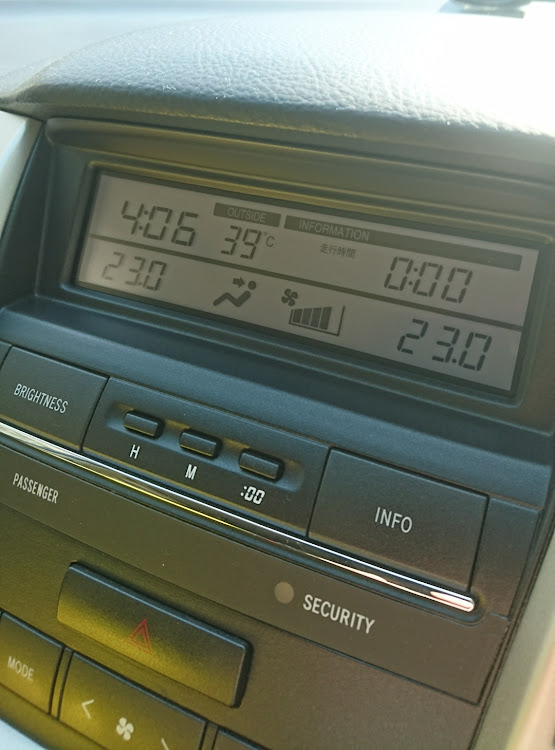 OUTSIDE INFORMATION
4:06 39°C 走行時間 0:00
23.0 23.0
BRIGHTNESS
H M :00
INFO
PASSENGER
SECURITY
MODE